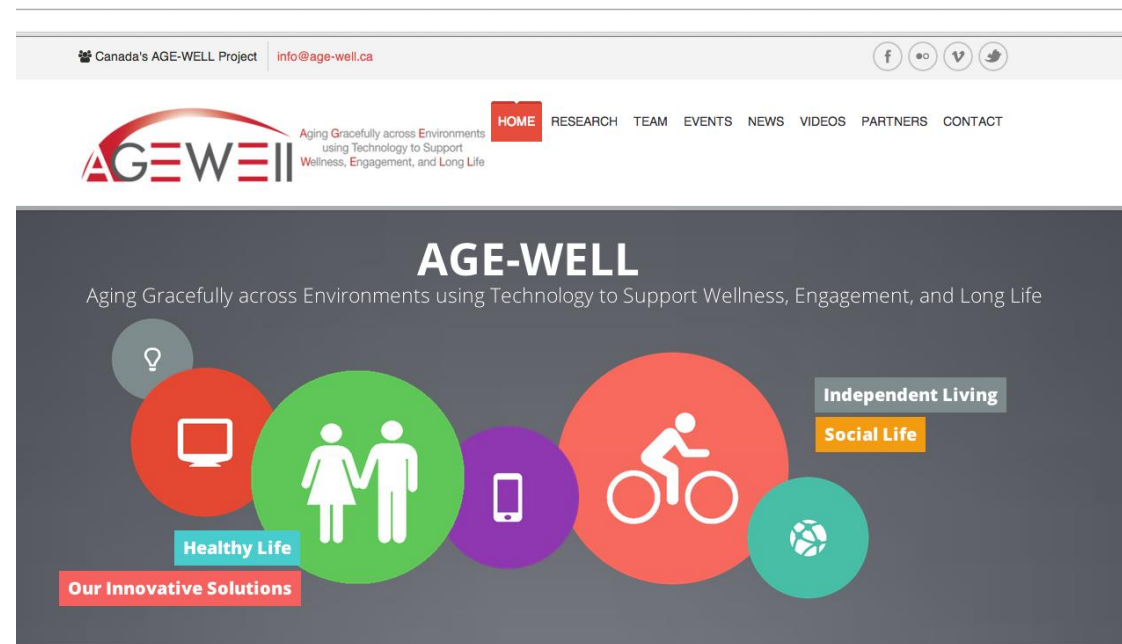 Canada's AGE-WELL Project info@age-well.ca
AGEWEll
Aging Gracefully across Environments
using Technology to Support
Wellness, Engagement, and Long Life
HOME RESEARCH TEAM EVENTS NEWS VIDEOS PARTNERS CONTACT
AGE-WELL
Aging Gracefully across Environments using Technology to Support Wellness, Engagement, and Long Life
Independent Living
Social Life
Healthy Life
Our Innovative Solutions